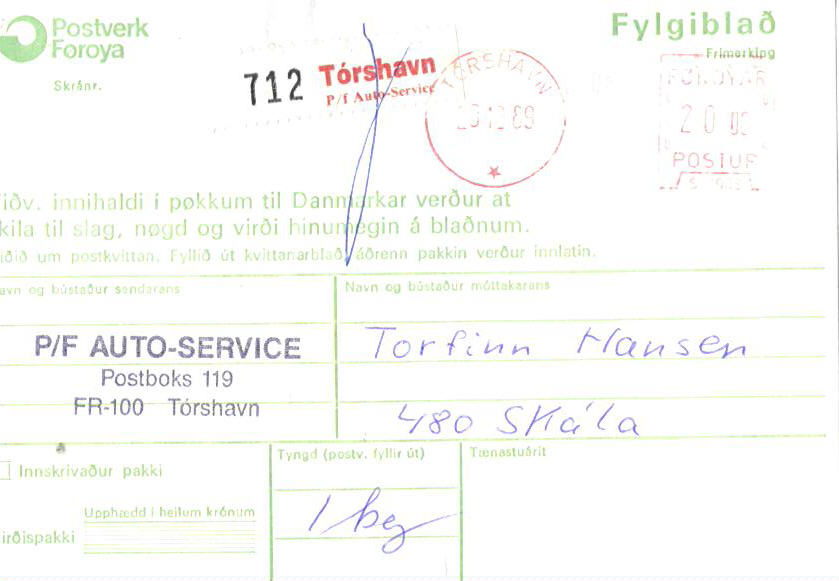 Postverk
Føroya
Fylgiblað
Frímerking
Skránr.
712 Tórshavn
P/f Auto-Service
TÓRSHAVN
FØROYAR
20
POSTUR
innihaldi í pøkkum til Danmarkar verður at
til slag, nøgd og virði hinumegin á blaðnum.
um postkvittan. Fyllið út kvittanarblað, áðrenn pakkin verður innlatin.
avn og bústaður sendarans
Navn og bústaður móttakarans
P/F AUTO-SERVICE
Postboks 119
FR-100 Tórshavn
Torfinn Hansen
480 Skála
Innskrivaður pakki
Upphædd í heilum krónum
irðispakki
Tyngd (postv. fyllir út)
1 kg
Tænastuárit